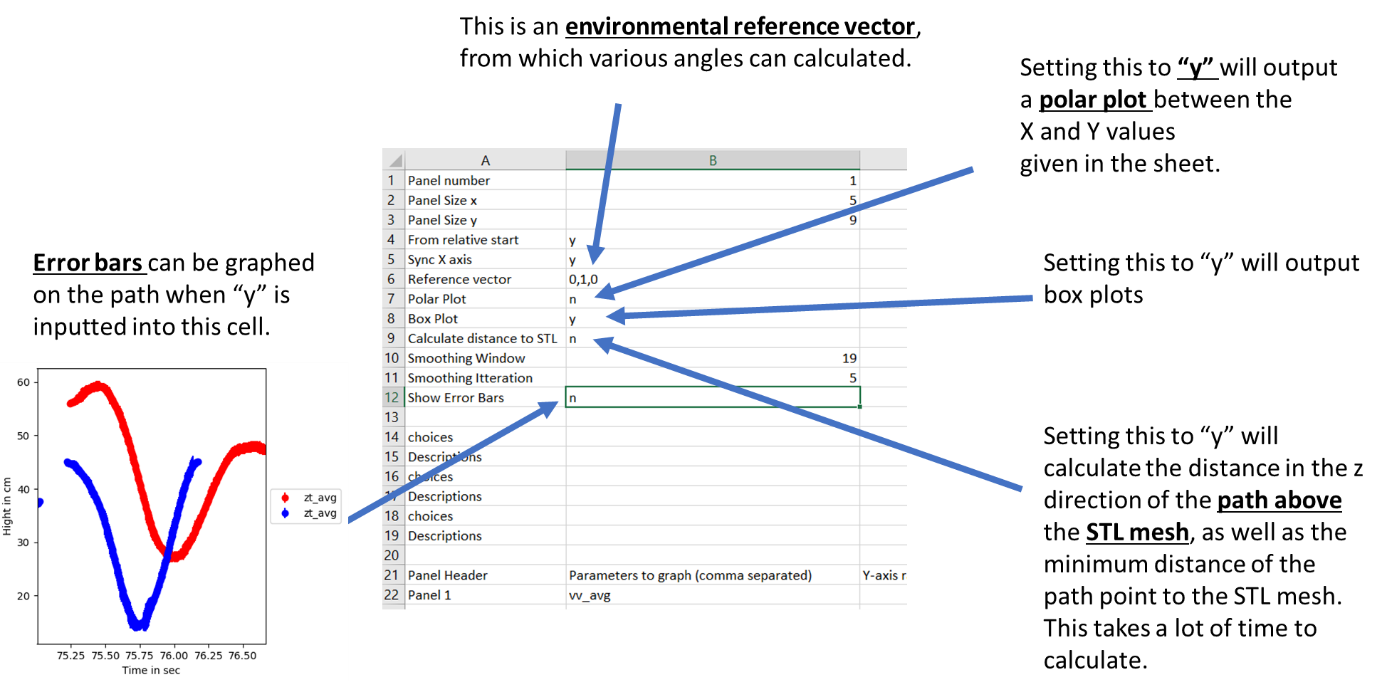 This is an environmental reference vector,
from which various angles can calculated.
Setting this to “y” will output
a polar plot between the
X and Y values
given in the sheet.
A B
1 Panel number 1
2 Panel Size x 5
3 Panel Size y 9
4 From relative start y
5 Sync X axis y
6 Reference vector 0,1,0
7 Polar Plot n
8 Box Plot y
9 Calculate distance to STL n
10 Smoothing Window 19
11 Smoothing Itteration 5
12 Show Error Bars n
13
14 choices
15 Descriptions
16 choices
17 Descriptions
18 choices
19 Descriptions
20
21 Panel Header Parameters to graph (comma separated) Y-axis r
22 Panel 1 vv_avg
Error bars can be graphed
on the path when “y” is
inputted into this cell.
60
50
40
30
20
Hight in cm
75.25 75.50 75.75 76.00 76.25 76.50
Time in sec
zt_avg
zt_avg
Setting this to “y” will output
box plots
Setting this to “y” will
calculate the distance in the z
direction of the path above
the STL mesh, as well as the
minimum distance of the
path point to the STL mesh.
This takes a lot of time to
calculate.